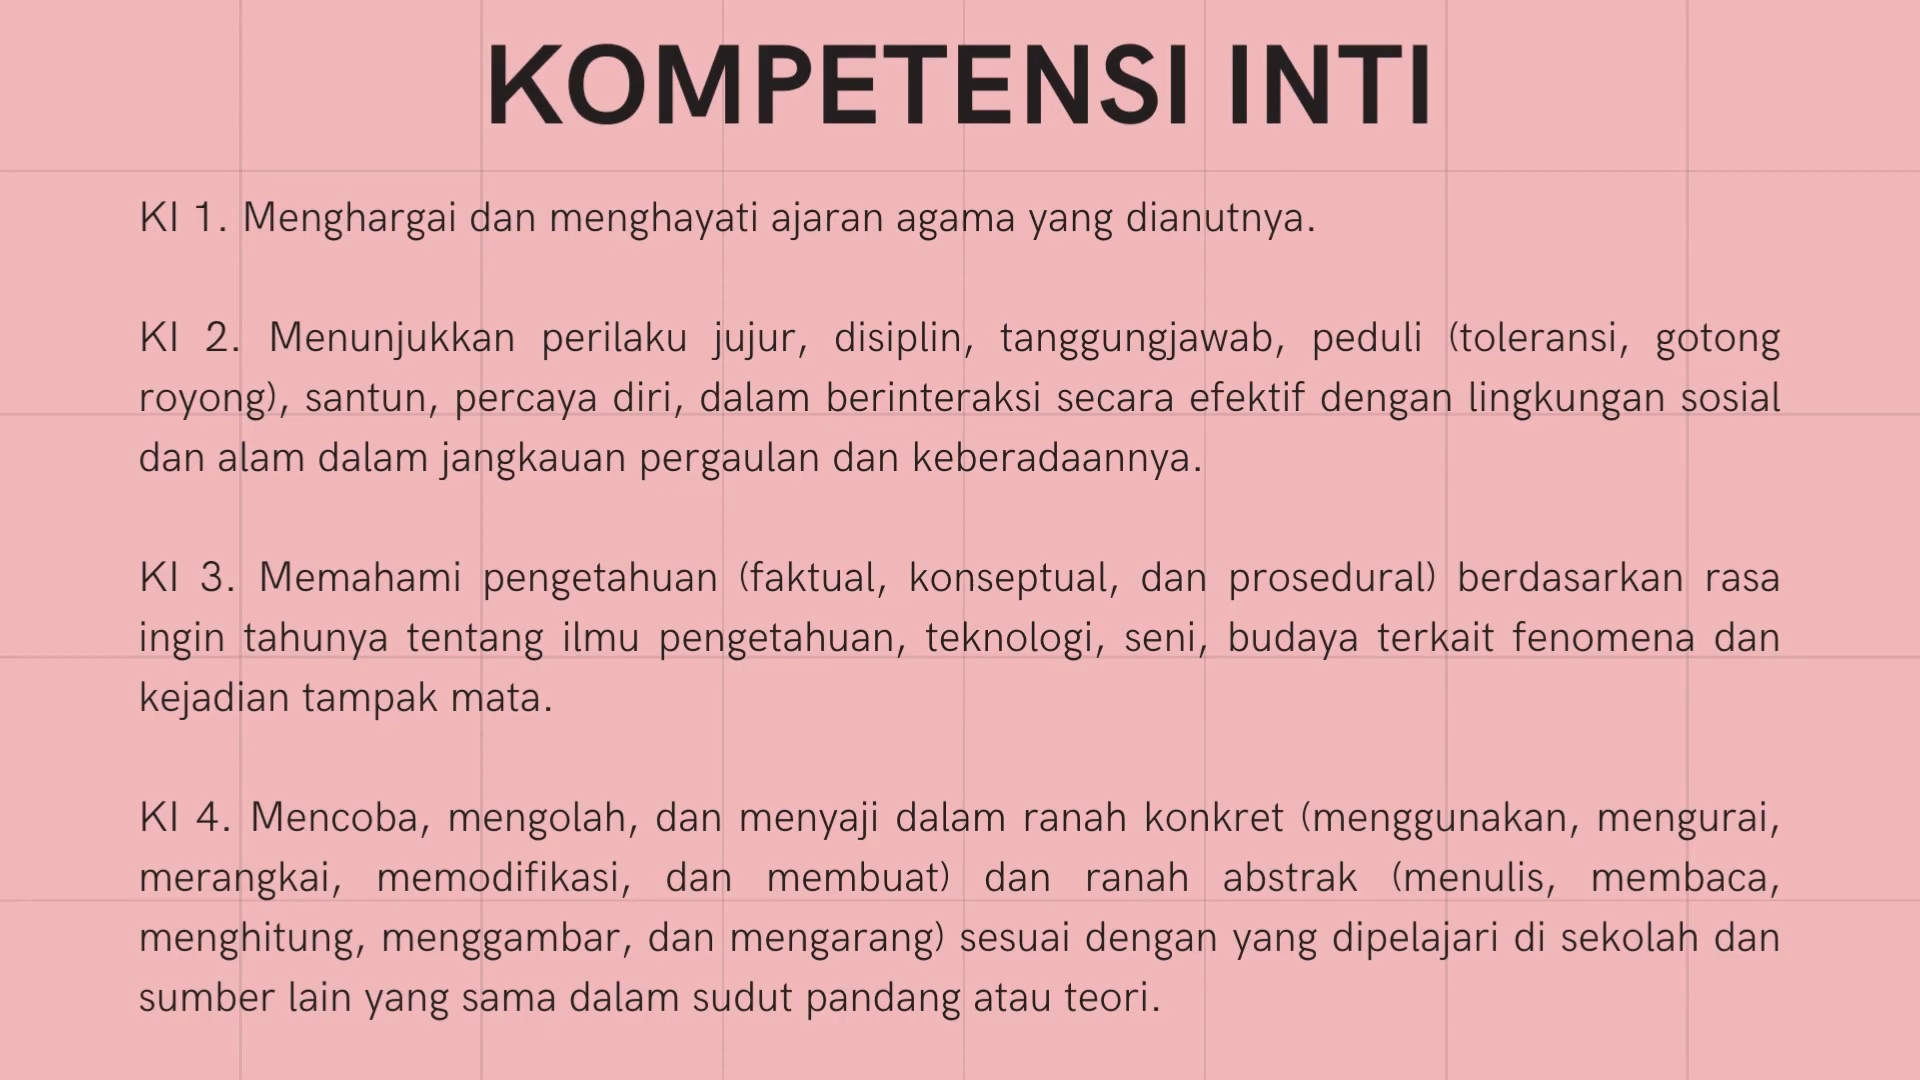 KOMPETENSI INTI
KI 1. Menghargai dan menghayati ajaran agama yang dianutnya.
KI 2. Menunjukkan perilaku jujur, disiplin, tanggungjawab, peduli (toleransi, gotong
royong), santun, percaya diri, dalam berinteraksi secara efektif dengan lingkungan sosial
dan alam dalam jangkauan pergaulan dan keberadaannya.
KI 3. Memahami pengetahuan (faktual, konseptual, dan prosedural) berdasarkan rasa
ingin tahunya tentang ilmu pengetahuan, teknologi, seni, budaya terkait fenomena dan
kejadian tampak mata.
KI 4. Mencoba, mengolah, dan menyaji dalam ranah konkret (menggunakan, mengurai,
merangkai, memodifikasi, dan membuat) dan ranah abstrak (menulis, membaca,
menghitung, menggambar, dan mengarang) sesuai dengan yang dipelajari di sekolah dan
sumber lain yang sama dalam sudut pandang atau teori.